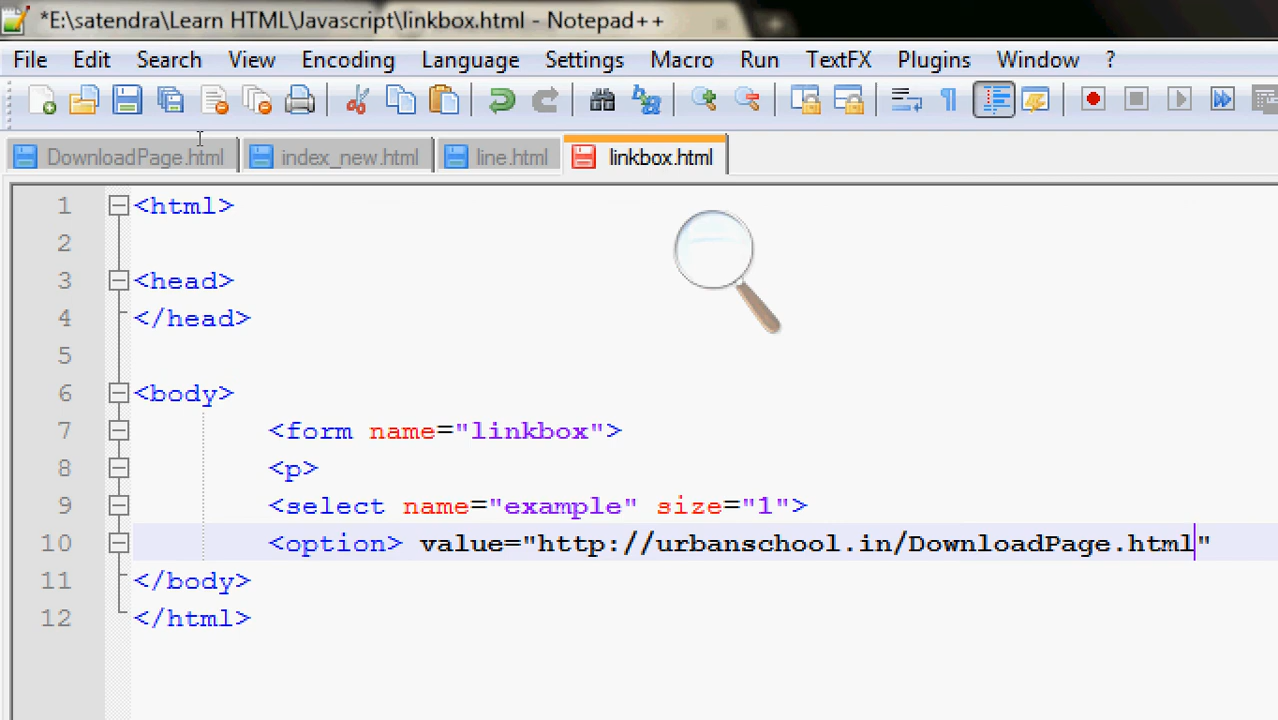 *E:\satendra\Learn HTML\Javascript\linkbox.html - Notepad++
File Edit Search View Encoding Language Settings Macro Run TextFX Plugins Window ?
DownloadPage.html index_new.html line.html linkbox.html
1 <html>
2
3 <head>
4 </head>
5
6 <body>
7 <form name="linkbox">
8 <p>
9 <select name="example" size="1">
10 <option> value="http://urbanschool.in/DownloadPage.html"
11 </body>
12 </html>